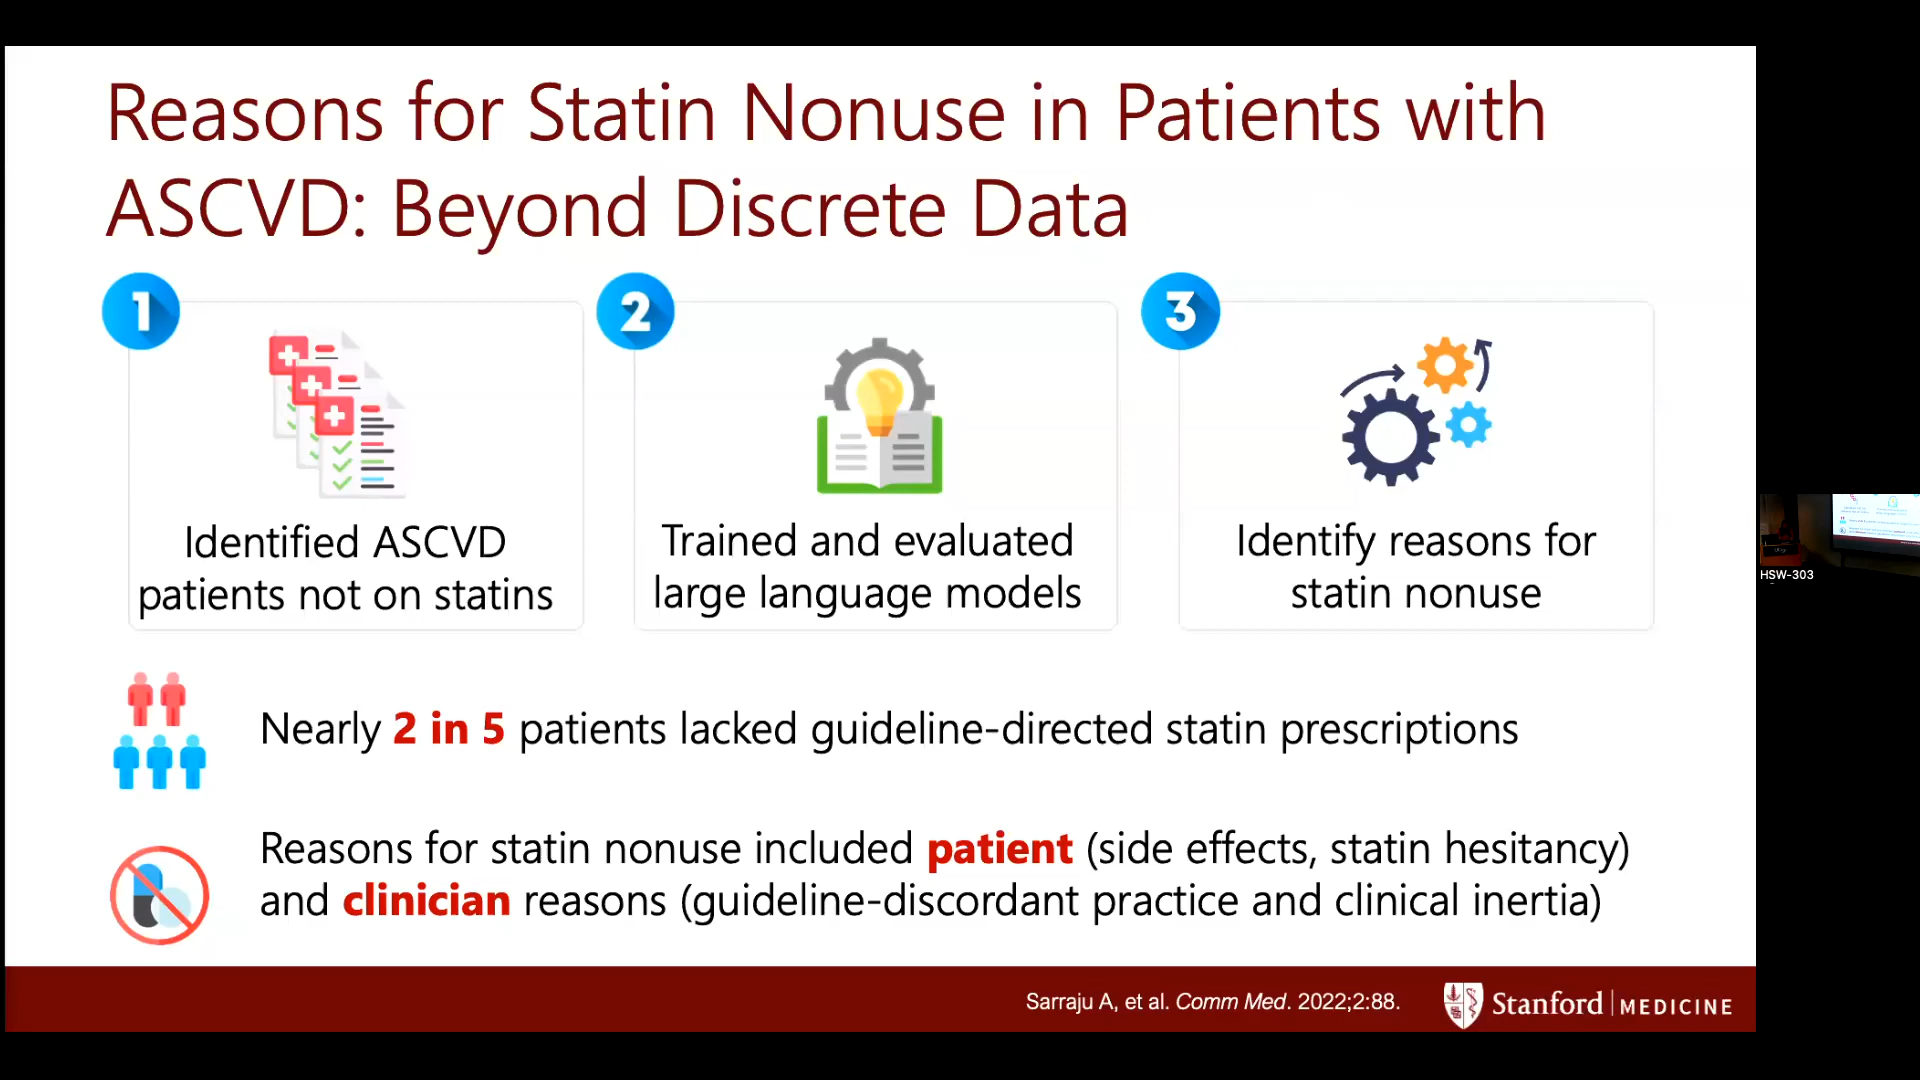 Reasons for Statin Nonuse in Patients with
ASCVD: Beyond Discrete Data
1
2
3
Identified ASCVD
patients not on statins
Trained and evaluated
large language models
Identify reasons for
statin nonuse
Nearly 2 in 5 patients lacked guideline-directed statin prescriptions
Reasons for statin nonuse included patient (side effects, statin hesitancy)
and clinician reasons (guideline-discordant practice and clinical inertia)
Sarraju A, et al. Comm Med. 2022;2:88.
Stanford MEDICINE
HSW-303